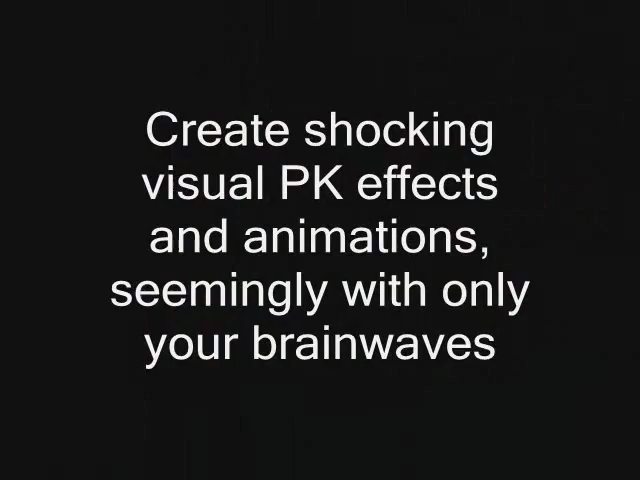 Create shocking
visual PK effects
and animations,
seemingly with only
your brainwaves